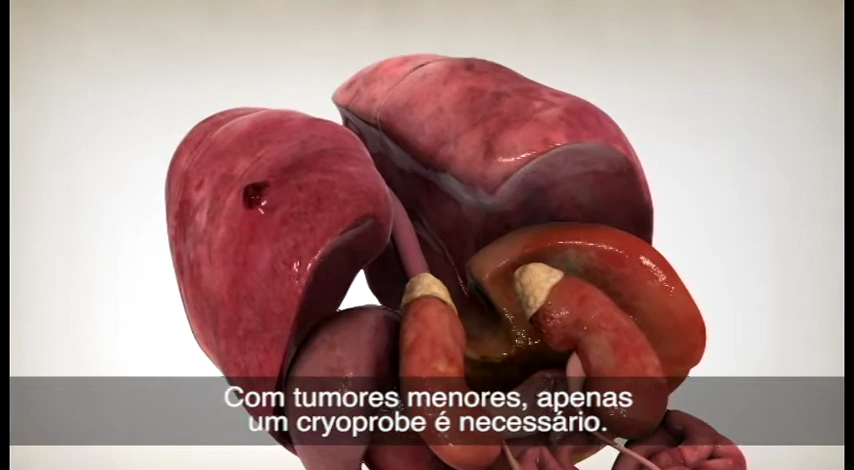 Com tumores menores, apenas
um cryoprobe é necessário.